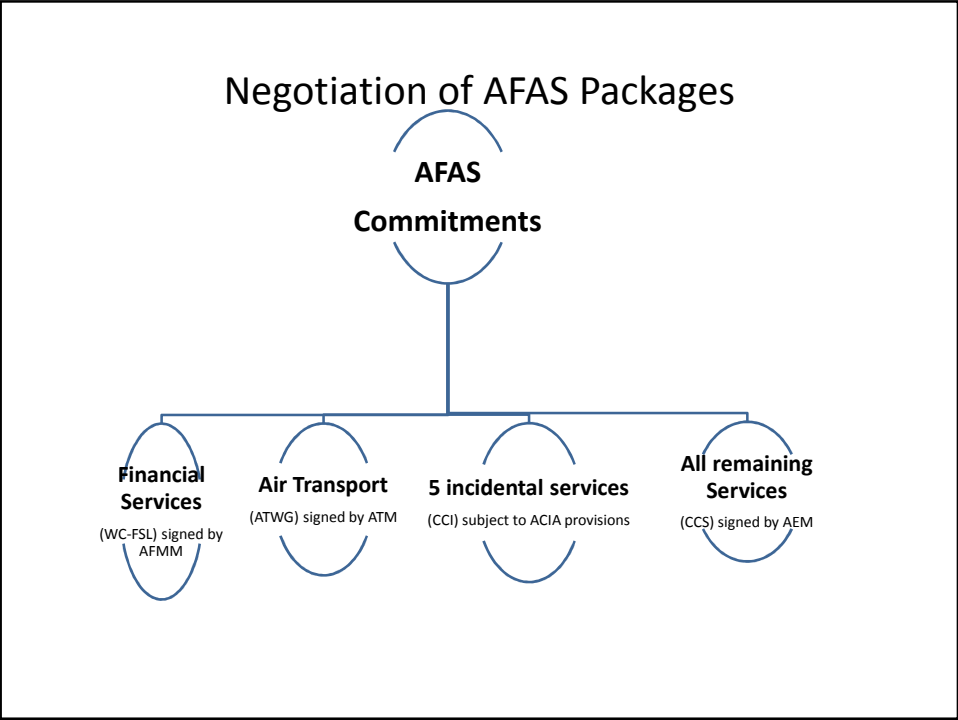 Negotiation of AFAS Packages
AFAS
Commitments
Financial
Services
(WC-FSL) signed by
AFMM
Air Transport
(ATWG) signed by ATM
5 incidental services
(CCI) subject to ACIA provisions
All remaining
Services
(CCS) signed by AEM